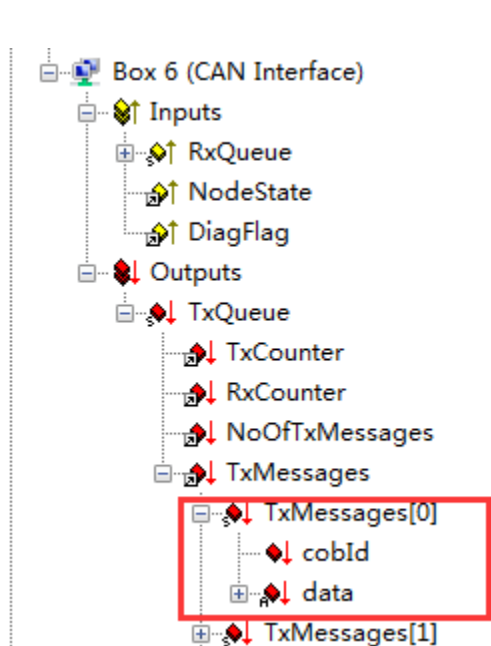 Box 6 (CAN Interface)
Inputs
RxQueue
NodeState
DiagFlag
Outputs
TxQueue
TxCounter
RxCounter
NoOfTxMessages
TxMessages
TxMessages[0]
cobId
data
TxMessages[1]